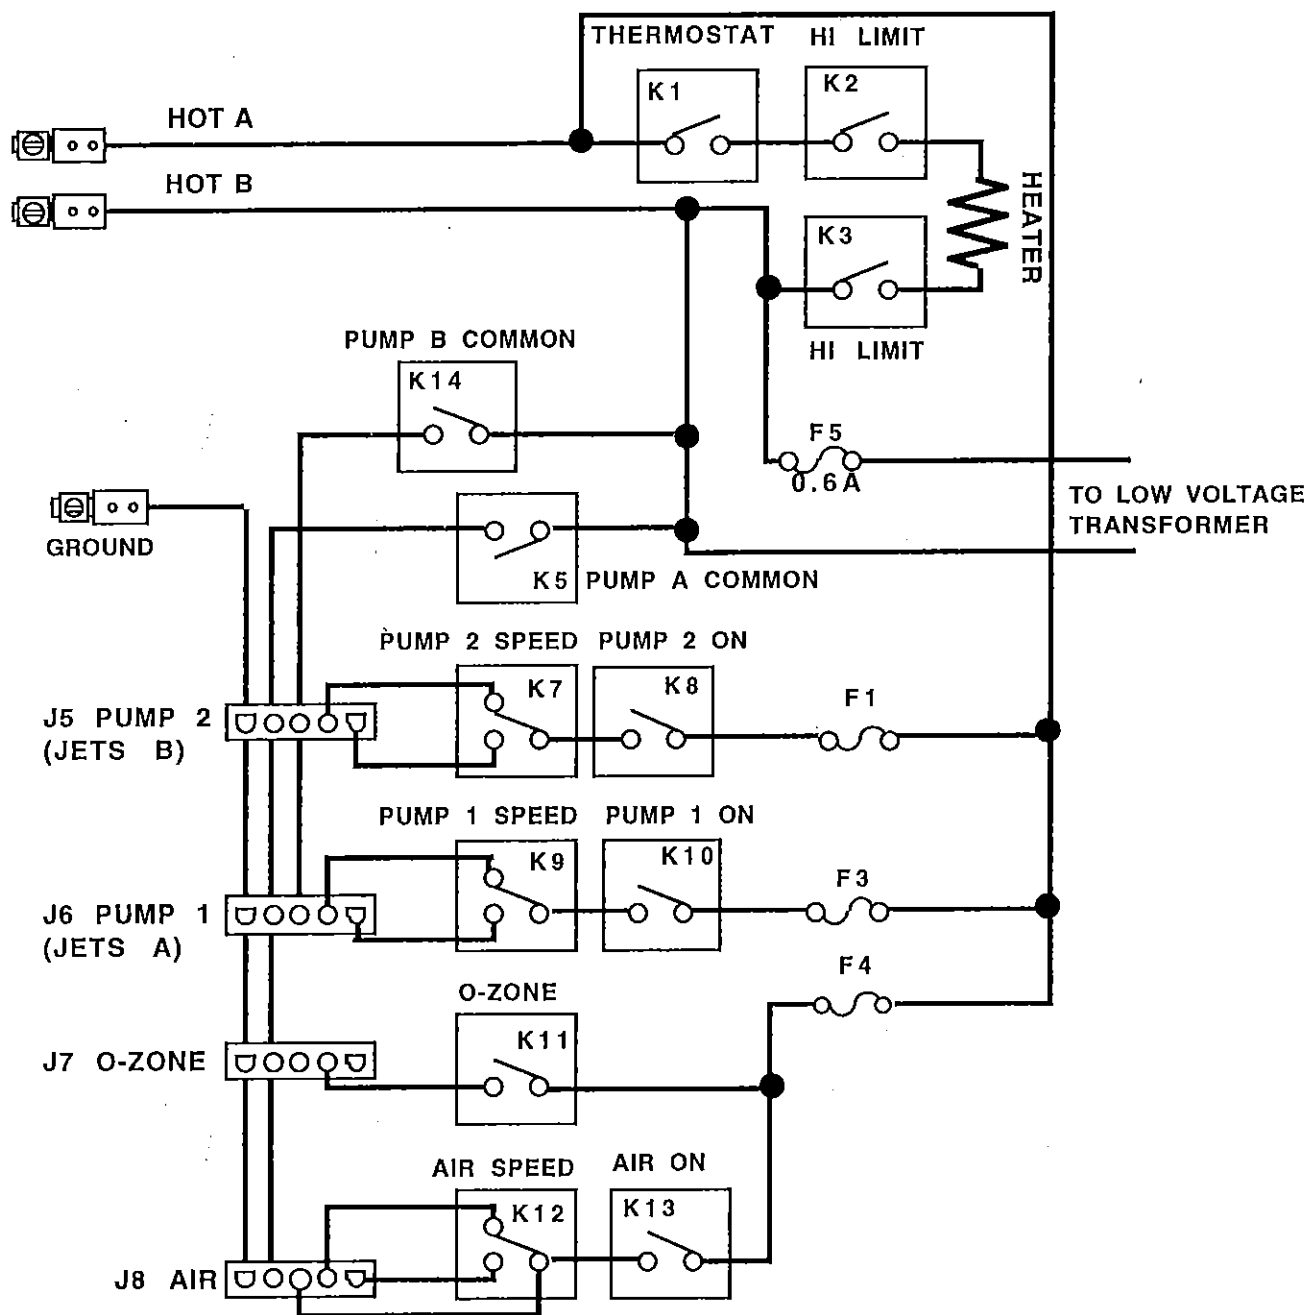 THERMOSTAT HI LIMIT
K1 K2
HOT A
HOT B
HEATER
K3
HI LIMIT
PUMP B COMMON
K14
F5
0.6A
TO LOW VOLTAGE
TRANSFORMER
GROUND
K5 PUMP A COMMON
PUMP 2 SPEED PUMP 2 ON
K7 K8 F1
J5 PUMP 2
(JETS B)
PUMP 1 SPEED PUMP 1 ON
K9 K10 F3
J6 PUMP 1
(JETS A)
F4
O-ZONE
K11
J7 O-ZONE
AIR SPEED AIR ON
K12 K13
J8 AIR